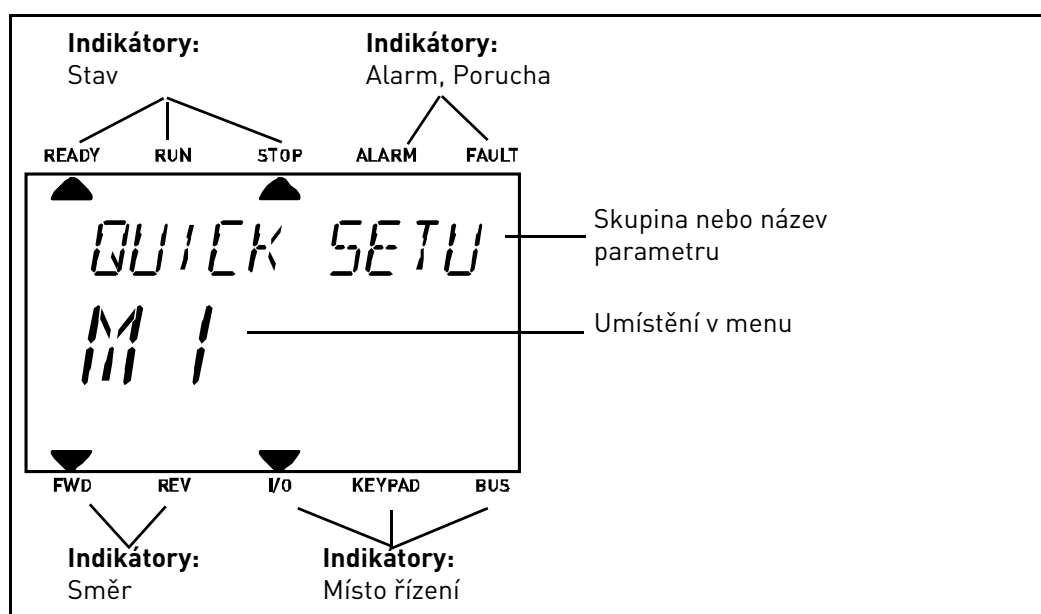 Indikátory: Indikátory:
Stav Alarm, Porucha
READY RUN STOP ALARM FAULT
QUICK SETU
Skupina nebo název
parametru
M 1
Umístění v menu
FWD REV I/O KEYPAD BUS
Indikátory: Indikátory:
Směr Místo řízení